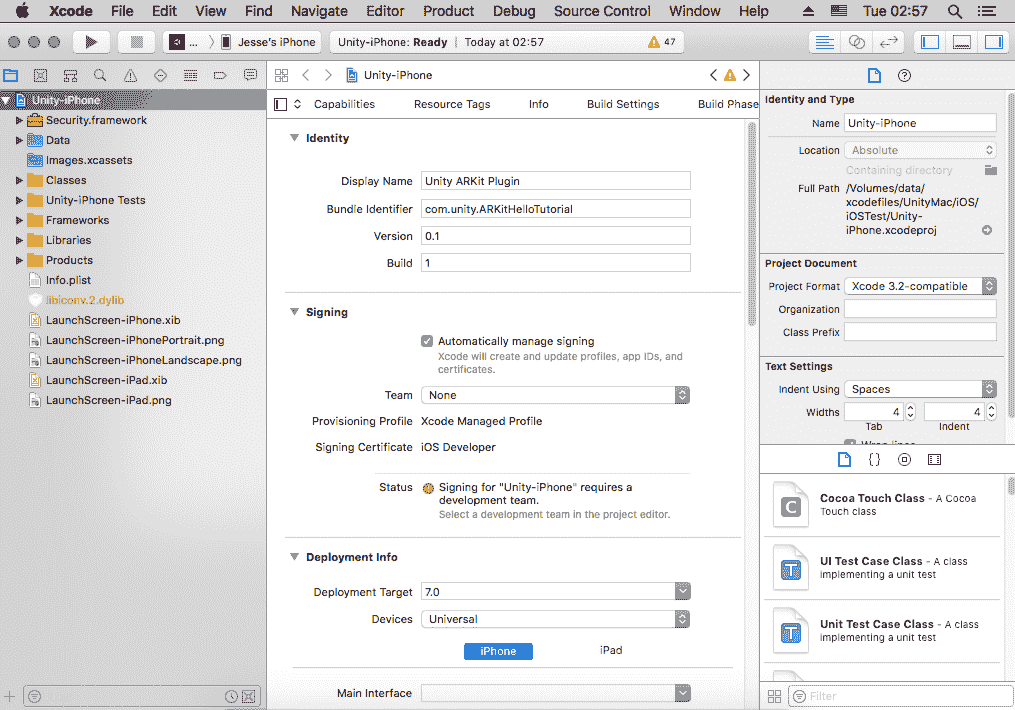 Xcode File Edit View Find Navigate Editor Product Debug Source Control Window Help Tue 02:57
... Jesse's iPhone Unity-iPhone: Ready Today at 02:57 47
Unity-iPhone
Unity-iPhone
Security.framework
Data
Images.xcassets
Classes
Unity-iPhone Tests
Frameworks
Libraries
Products
Info.plist
libiconv.2.dylib
LaunchScreen-iPhone.xib
LaunchScreen-iPhonePortrait.png
LaunchScreen-iPhoneLandscape.png
LaunchScreen-iPad.xib
LaunchScreen-iPad.png
Capabilities Resource Tags Info Build Settings Build Phase
Identity
Display Name Unity ARKit Plugin
Bundle Identifier com.unity.ARKitHelloTutorial
Version 0.1
Build 1
Signing
Automatically manage signing
Xcode will create and update profiles, app IDs, and
certificates.
Team None
Provisioning Profile Xcode Managed Profile
Signing Certificate iOS Developer
Status Signing for "Unity-iPhone" requires a
development team.
Select a development team in the project editor.
Deployment Info
Deployment Target 7.0
Devices Universal
iPhone iPad
Main Interface
Identity and Type
Name Unity-iPhone
Location Absolute
Containing directory
Full Path /Volumes/data/
xcodefiles/UnityMac/iOS/
iOSTest/Unity-
iPhone.xcodeproj
Project Document
Project Format Xcode 3.2-compatible
Organization
Class Prefix
Text Settings
Indent Using Spaces
Widths 4 4
Tab Indent
Wrap lines
{}
C Cocoa Touch Class - A Cocoa
Touch class
T UI Test Case Class - A class
implementing a unit test
T Unit Test Case Class - A class
implementing a unit test
Filter